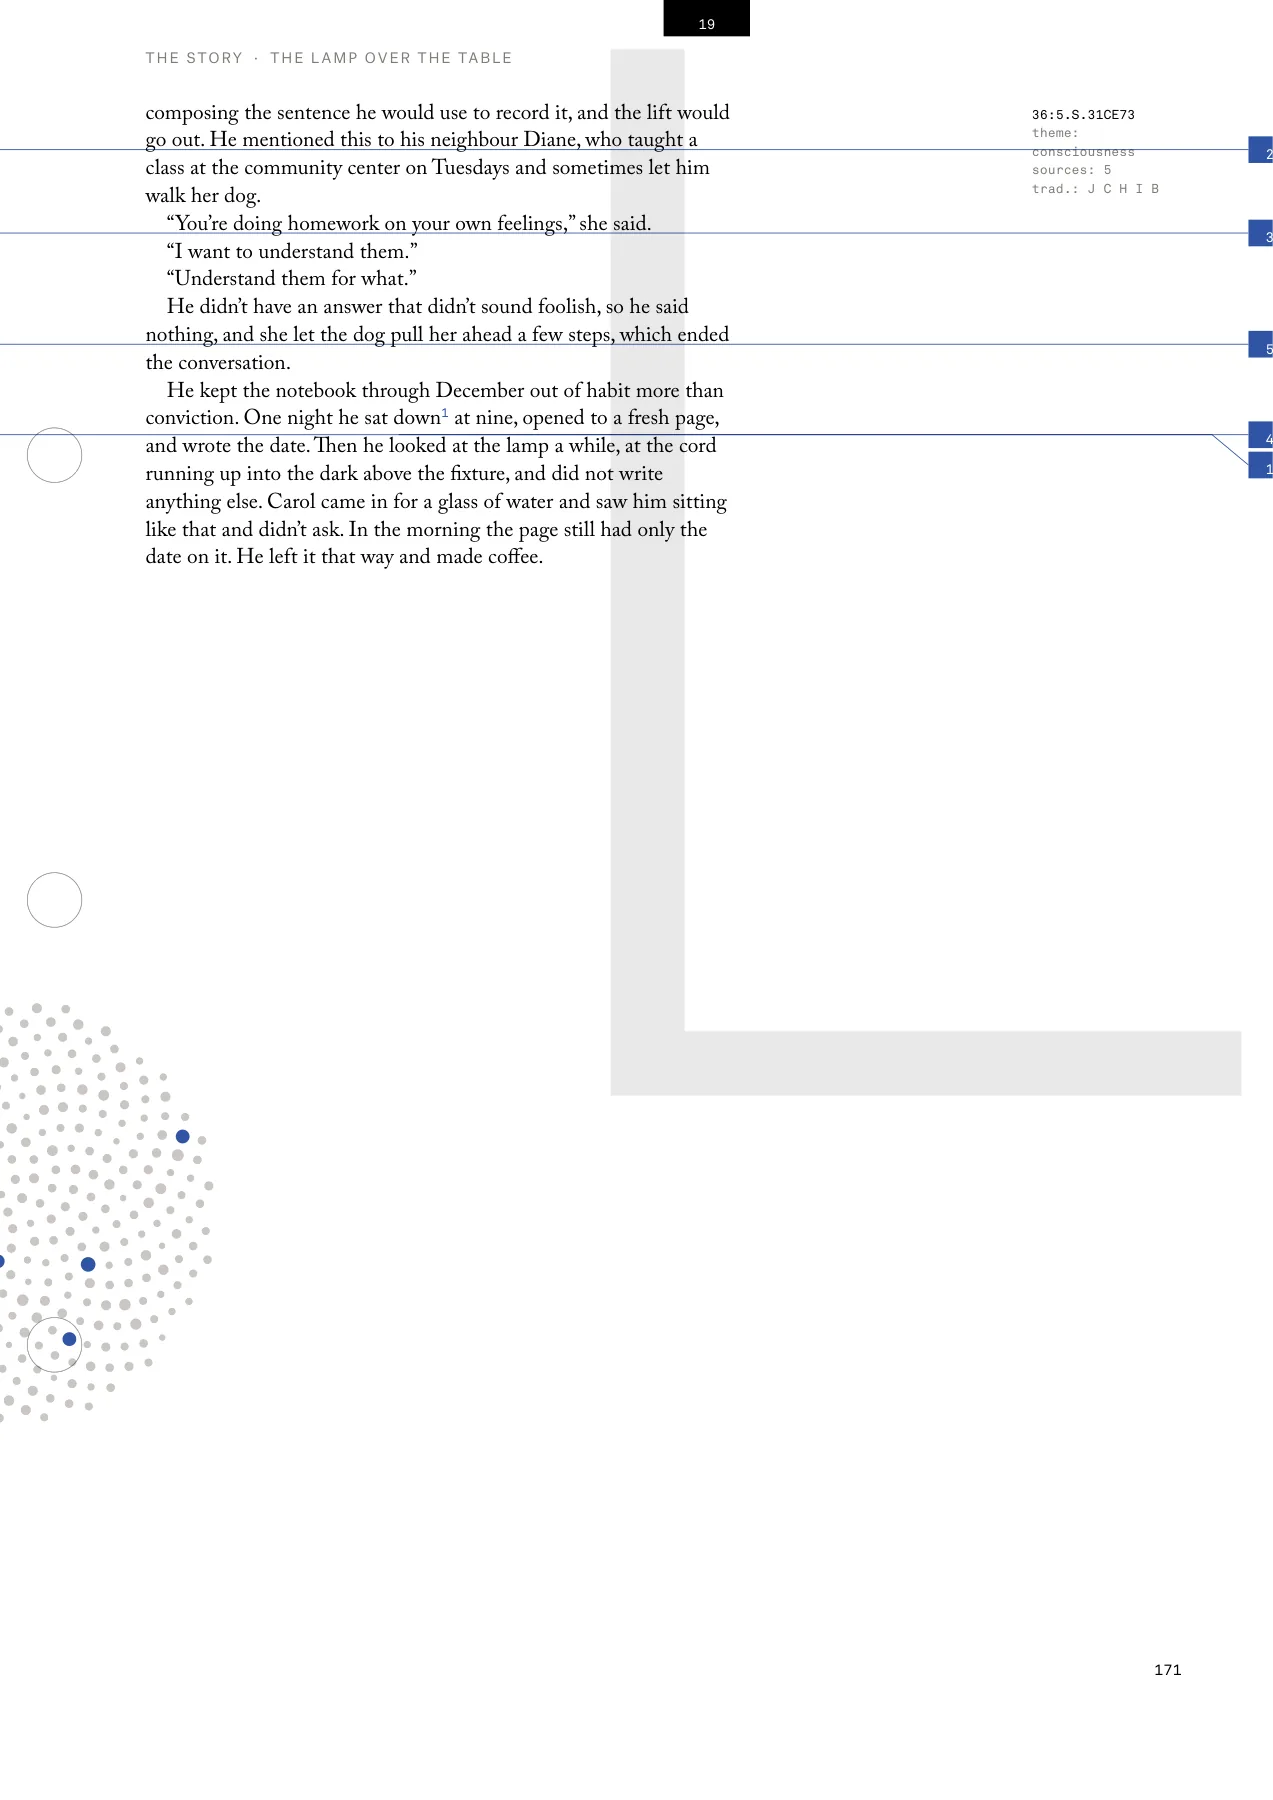 19
THE STORY · THE LAMP OVER THE TABLE
composing the sentence he would use to record it, and the lift would
go out. He mentioned this to his neighbour Diane, who taught a
class at the community center on Tuesdays and sometimes let him
walk her dog.
“You’re doing homework on your own feelings,” she said.
“I want to understand them.”
“Understand them for what.”
He didn’t have an answer that didn’t sound foolish, so he said
nothing, and she let the dog pull her ahead a few steps, which ended
the conversation.
He kept the notebook through December out of habit more than
conviction. One night he sat down1 at nine, opened to a fresh page,
and wrote the date. Then he looked at the lamp a while, at the cord
running up into the dark above the fixture, and did not write
anything else. Carol came in for a glass of water and saw him sitting
like that and didn’t ask. In the morning the page still had only the
date on it. He left it that way and made coffee.
36:5.S.31CE73
theme:
consciousness
sources: 5
trad.: J C H I B
2
3
5
4
1
171